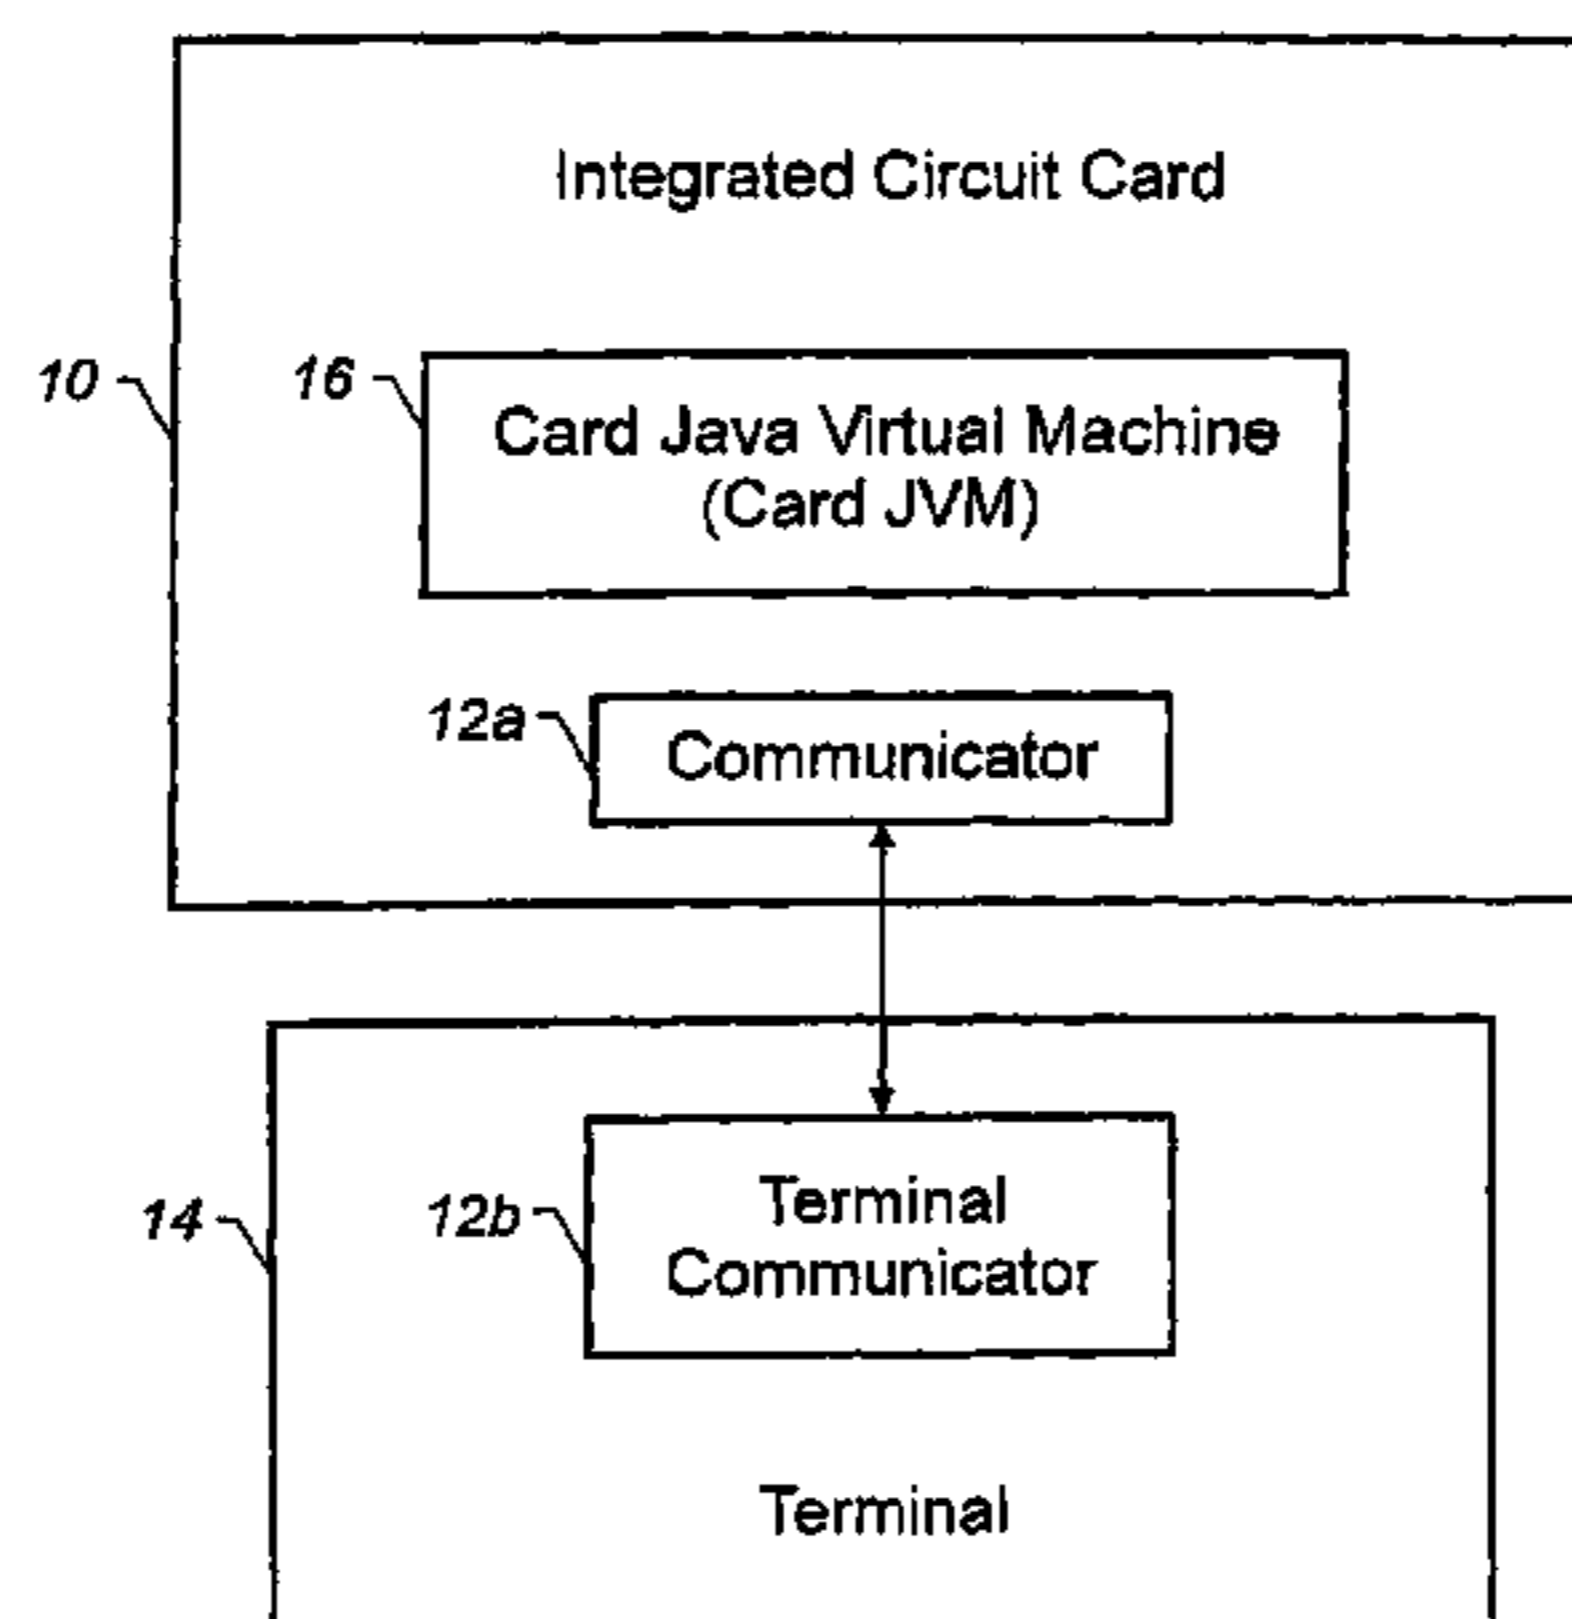 Integrated Circuit Card
10
16
Card Java Virtual Machine
(Card JVM)
12a
Communicator
14
12b
Terminal
Communicator
Terminal